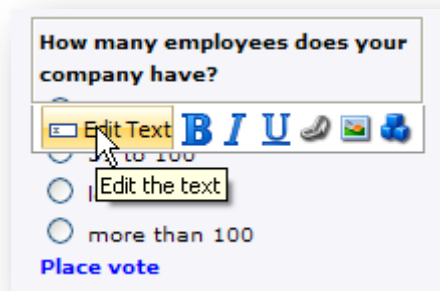 How many employees does your
company have?
Edit Text B I U
to 100
Edit the text
more than 100
Place vote